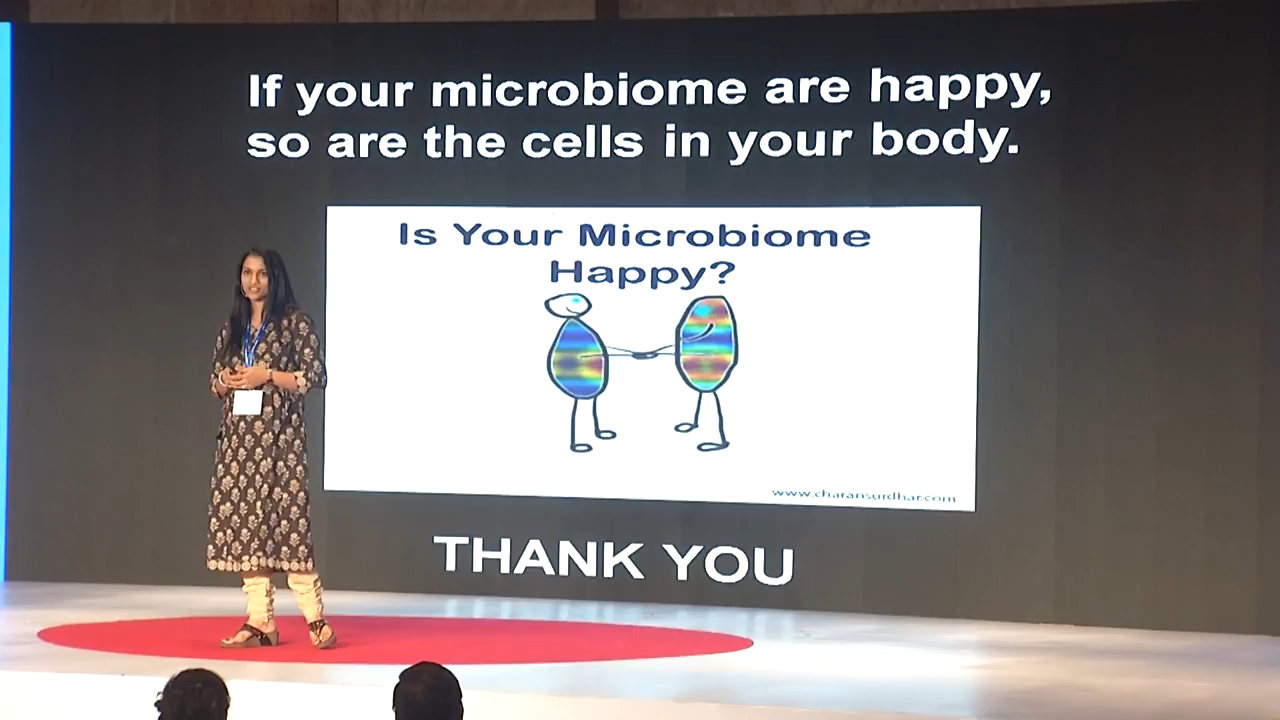 If your microbiome are happy,
so are the cells in your body.
Is Your Microbiome
Happy?
www.charansurdhar.com
THANK YOU